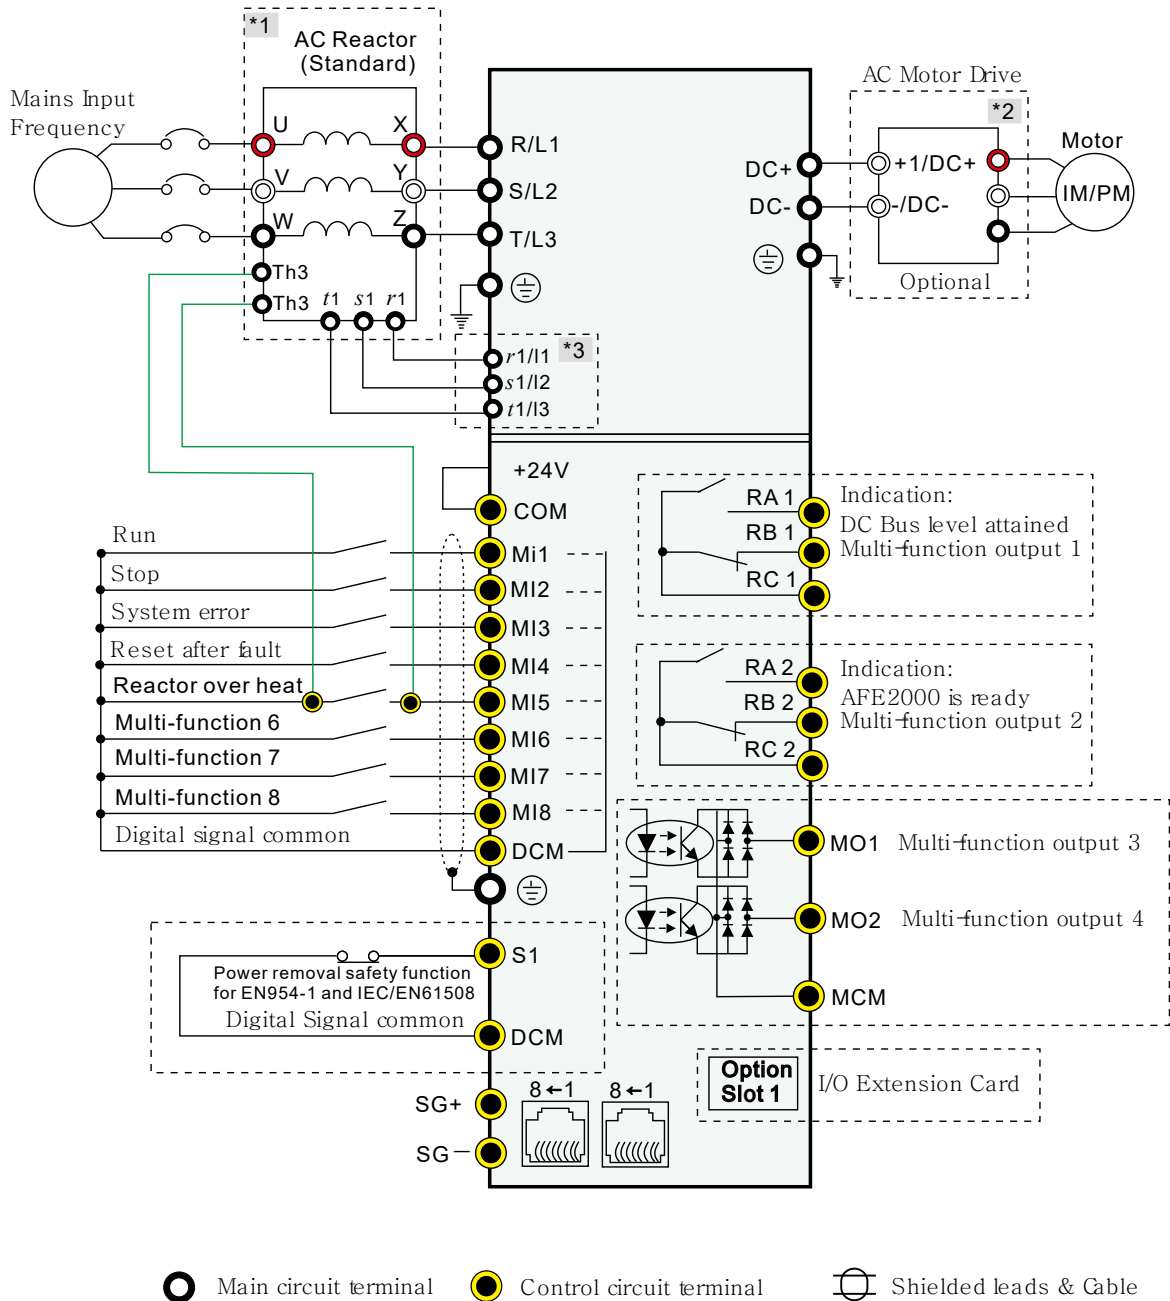 *1
AC Reactor
(Standard)
Mains Input
Frequency
U
X
V
Y
W
Z
Th3
Th3
t1 s1 r1
R/L1
S/L2
T/L3
*3
r1/I1
s1/I2
t1/I3
AC Motor Drive
*2
DC+
DC-
+1/DC+
-/DC-
Optional
Motor
IM/PM
+24V
COM
Run
Mi1
Stop
MI2
System error
MI3
Reset after fault
MI4
Reactor over heat
MI5
Multi-function 6
MI6
Multi-function 7
MI7
Multi-function 8
MI8
Digital signal common
DCM
RA 1
RB 1
RC 1
Indication:
DC Bus level attained
Multi-function output 1
RA 2
RB 2
RC 2
Indication:
AFE2000 is ready
Multi-function output 2
MO1
Multi-function output 3
MO2
Multi-function output 4
MCM
S1
Power removal safety function
for EN954-1 and IEC/EN61508
Digital Signal common
DCM
Option
Slot 1
I/O Extension Card
SG+
SG−
8←1
8←1
Main circuit terminal
Control circuit terminal
Shielded leads & Cable